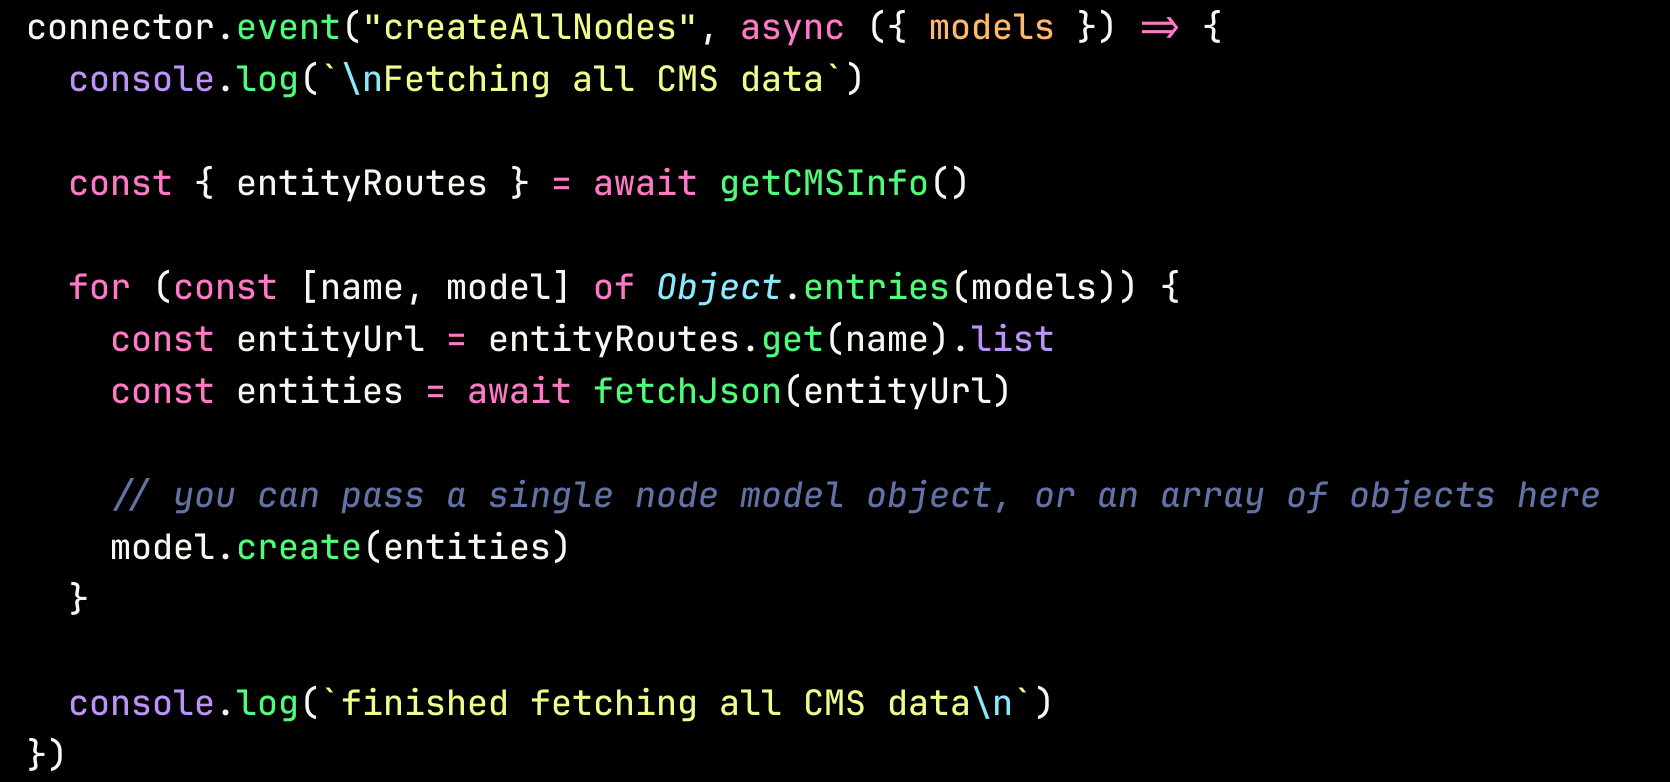 connector.event("createAllNodes", async ({ models }) => {
  console.log(`\nFetching all CMS data`)

  const { entityRoutes } = await getCMSInfo()

  for (const [name, model] of Object.entries(models)) {
    const entityUrl = entityRoutes.get(name).list
    const entities = await fetchJson(entityUrl)

    // you can pass a single node model object, or an array of objects here
    model.create(entities)
  }

  console.log(`finished fetching all CMS data\n`)
})